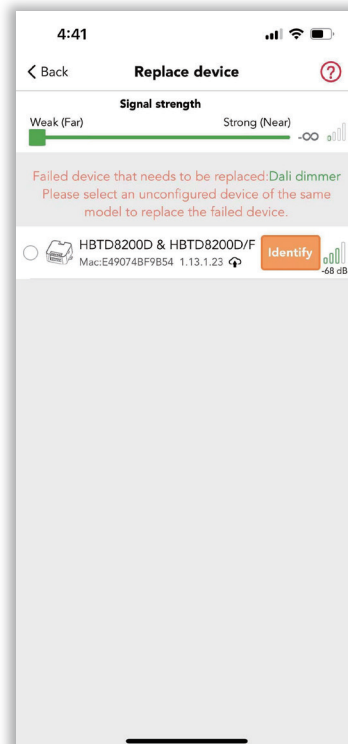 4:41
Back
Replace device
?
Signal strength
Weak (Far)
Strong (Near)
-∞
Failed device that needs to be replaced:Dali dimmer
Please select an unconfigured device of the same
model to replace the failed device.
HBTD8200D & HBTD8200D/F
Identify
Mac:E49074BF9B54 1.13.1.23
-68 dB